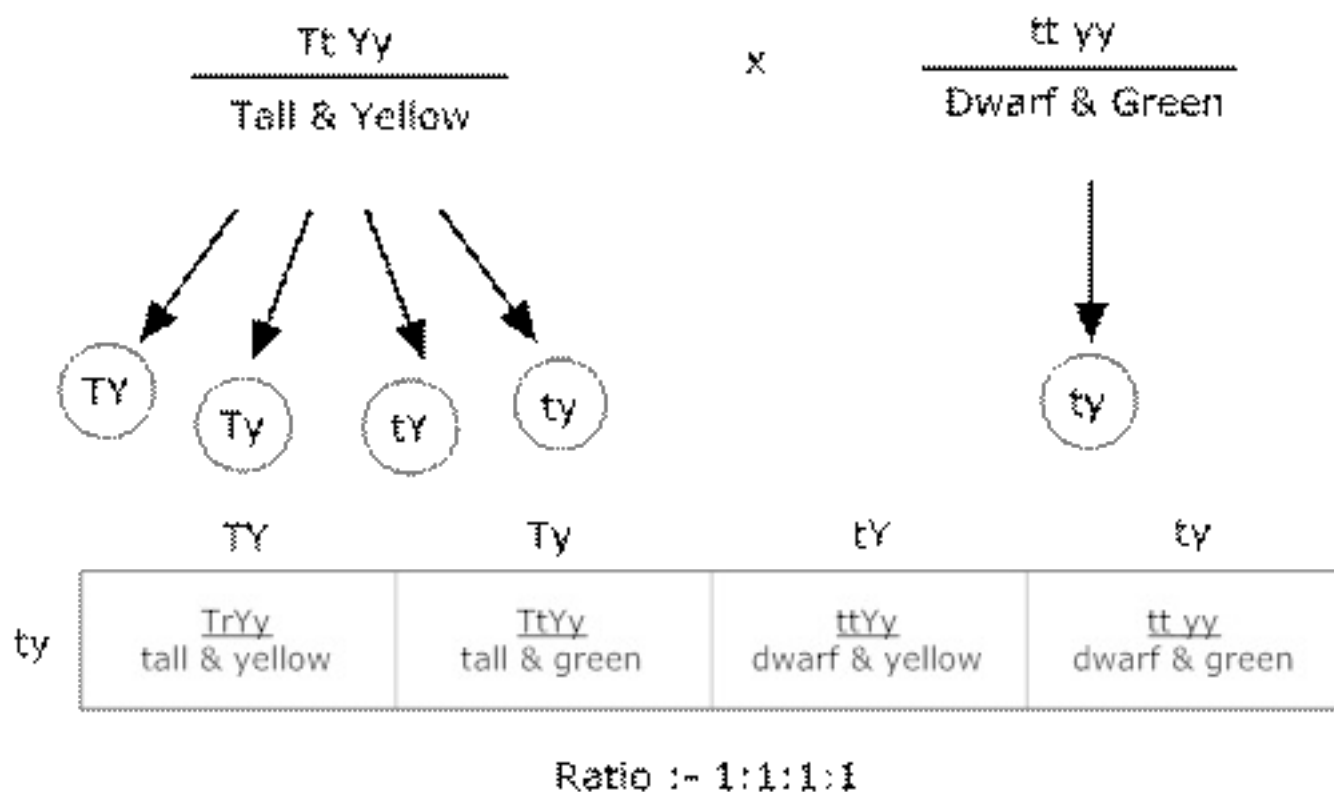 Tt Yy x tt yy
Tall & Yellow Dwarf & Green
TY Ty tY ty ty
TY Ty tY ty
ty
TrYy TtYy ttYy tt yy
tall & yellow tall & green dwarf & yellow dwarf & green
Ratio :- 1:1:1:1